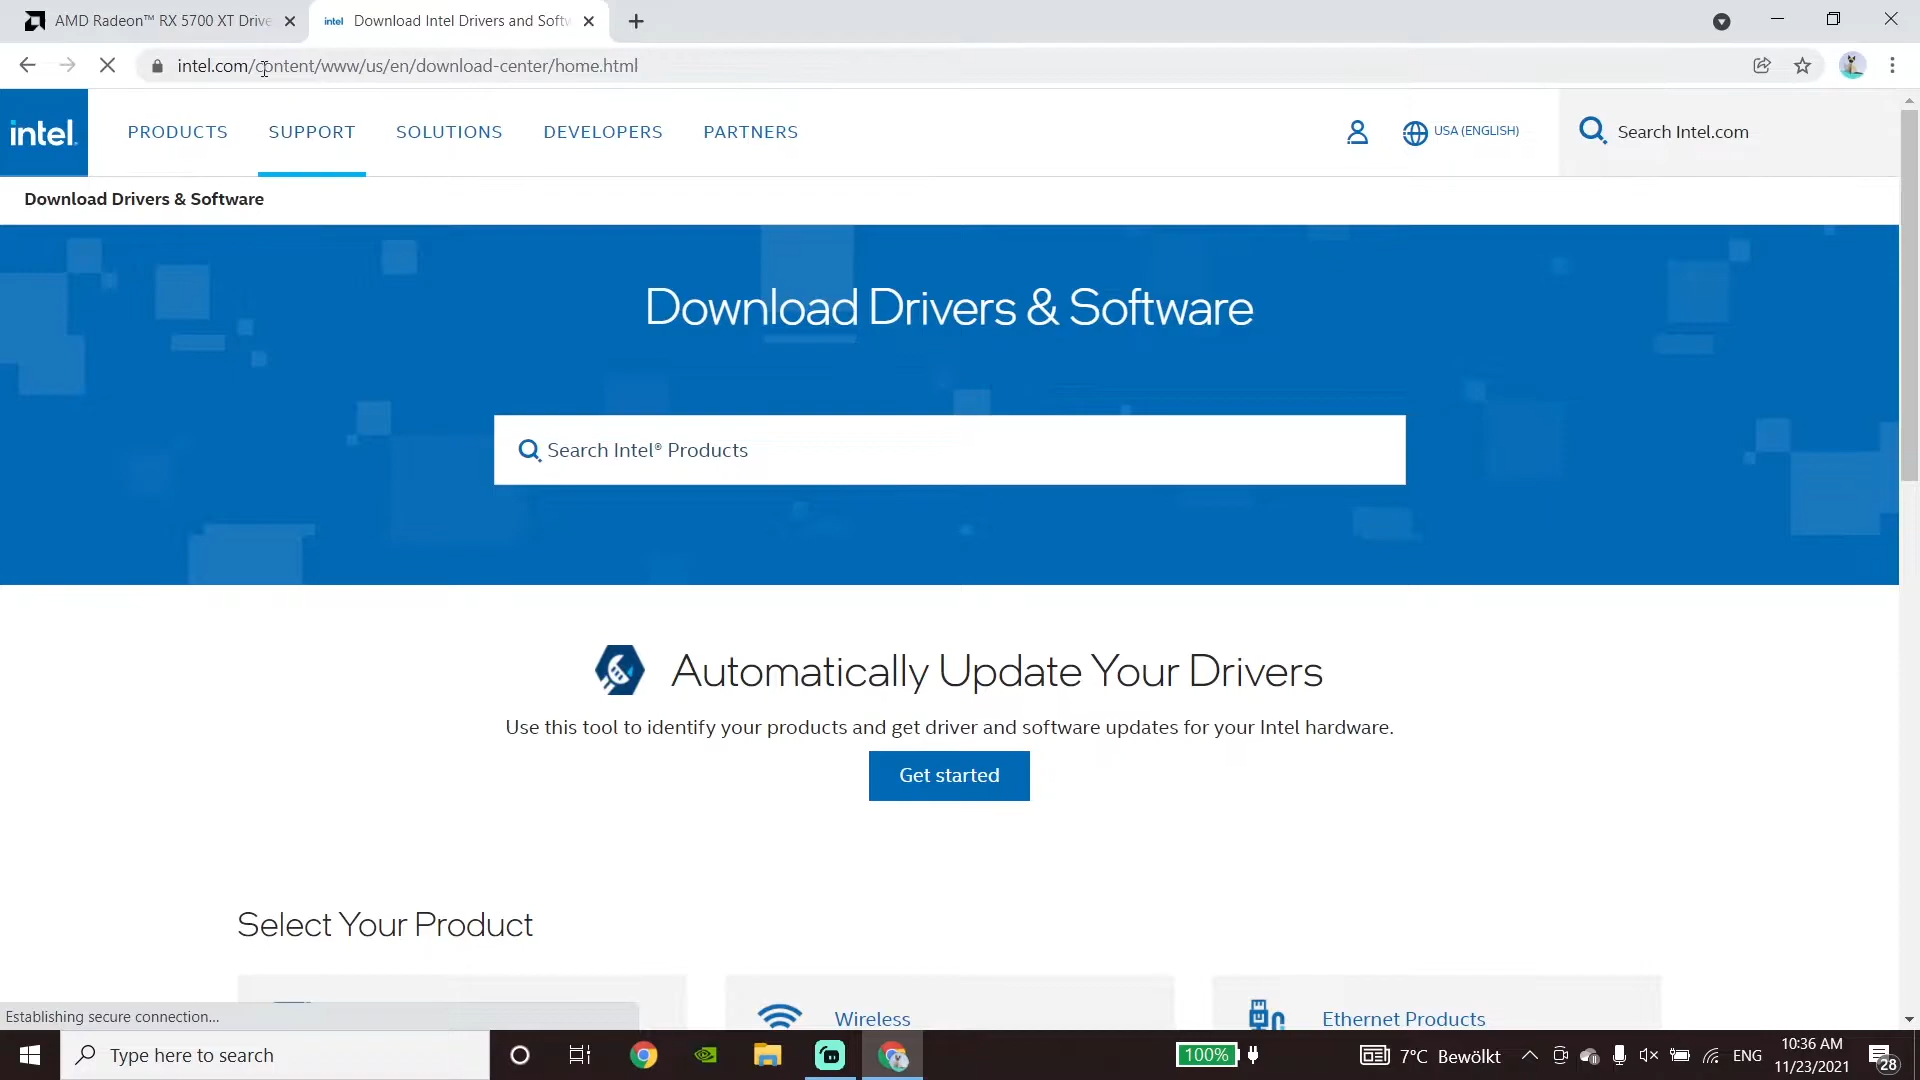 AMD Radeon™ RX 5700 XT Drive
intel Download Intel Drivers and Softw
intel.com/content/www/us/en/download-center/home.html
intel.
PRODUCTS SUPPORT SOLUTIONS DEVELOPERS PARTNERS
USA (ENGLISH)
Search Intel.com
Download Drivers & Software
Download Drivers & Software
Search Intel® Products
Automatically Update Your Drivers
Use this tool to identify your products and get driver and software updates for your Intel hardware.
Get started
Select Your Product
Wireless
Ethernet Products
Establishing secure connection...
Type here to search
100%
7°C Bewölkt
ENG
10:36 AM
11/23/2021
28